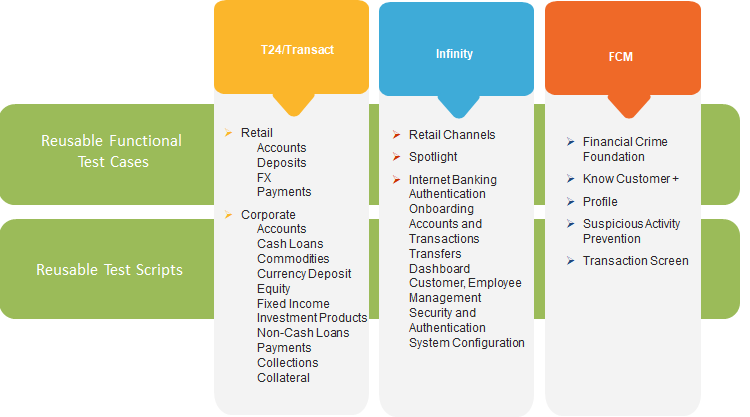 T24/Transact
Infinity
FCM
Reusable Functional
Test Cases
Reusable Test Scripts
Retail
Accounts
Deposits
FX
Payments
Corporate
Accounts
Cash Loans
Commodities
Currency Deposit
Equity
Fixed Income
Investment Products
Non-Cash Loans
Payments
Collections
Collateral
Retail Channels
Spotlight
Internet Banking
Authentication
Onboarding
Accounts and
Transactions
Transfers
Dashboard
Customer, Employee
Management
Security and
Authentication
System Configuration
Financial Crime
Foundation
Know Customer +
Profile
Suspicious Activity
Prevention
Transaction Screen